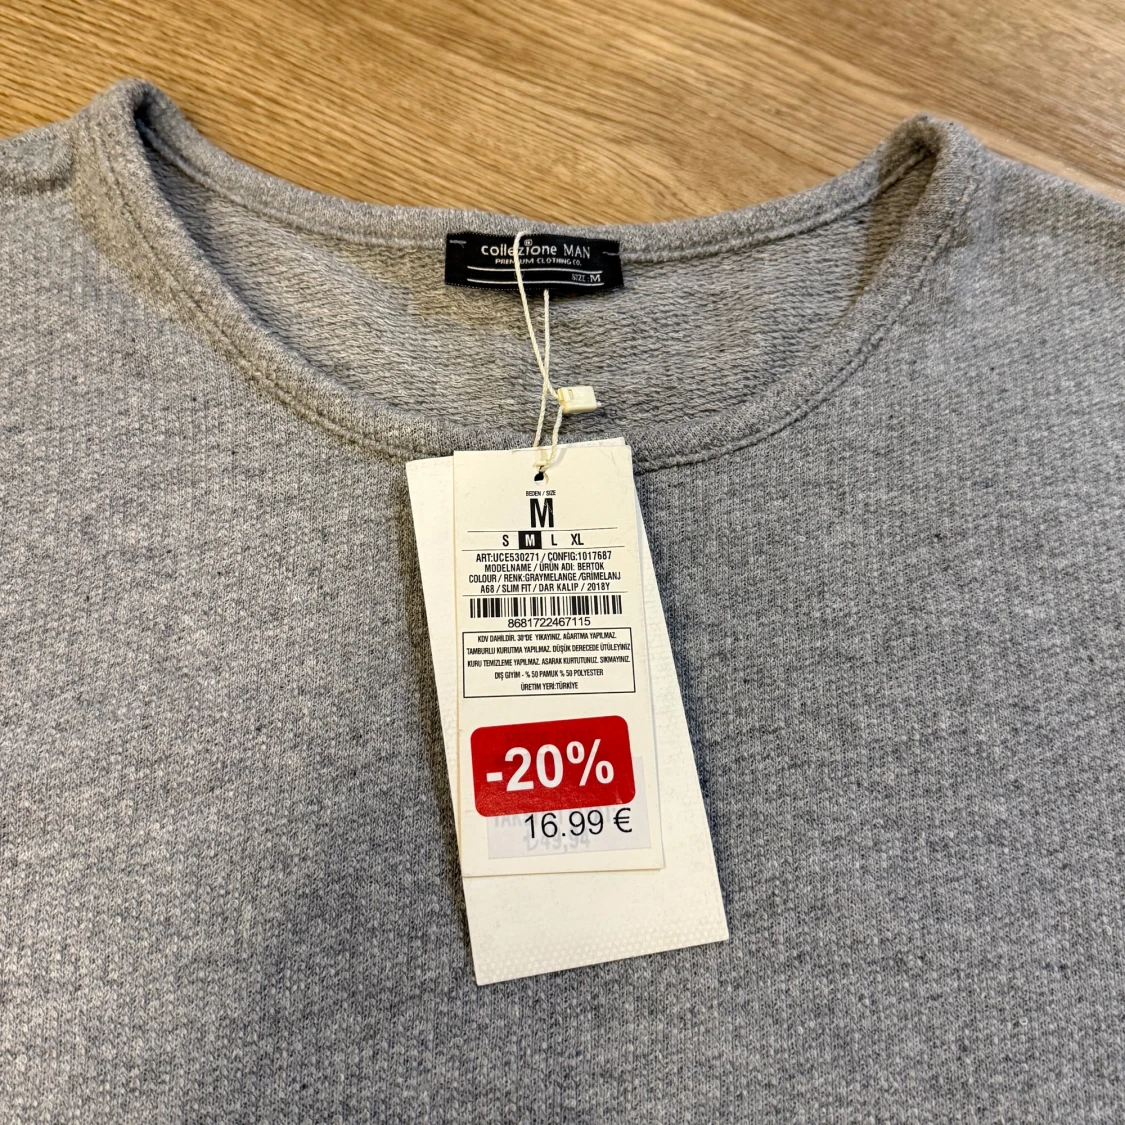 collezione MAN
PREMIUM CLOTHING CO.
SIZE: M
BEDEN / SIZE
M
S M L XL
ART:UCE530271 / CONFIG:1017687
MODELNAME / ÜRÜN ADI: BERTOK
COLOUR / RENK:GRAYMELANGE /GRİMELANJ
A68 / SLIM FIT / DAR KALIP / 2018Y
8681722467115
KDV DAHİLDİR. 30°DE YIKAYINIZ. AĞARTMA YAPILMAZ.
TAMBURLU KURUTMA YAPILMAZ. DÜŞÜK DERECEDE ÜTÜLEYİNİZ
KURU TEMİZLEME YAPILMAZ. ASARAK KURTUTUNUZ. SIKMAYINIZ.
DIŞ GİYİM - % 50 PAMUK % 50 POLYESTER
ÜRETİM YERİ:TÜRKİYE
-20%
16.99 €